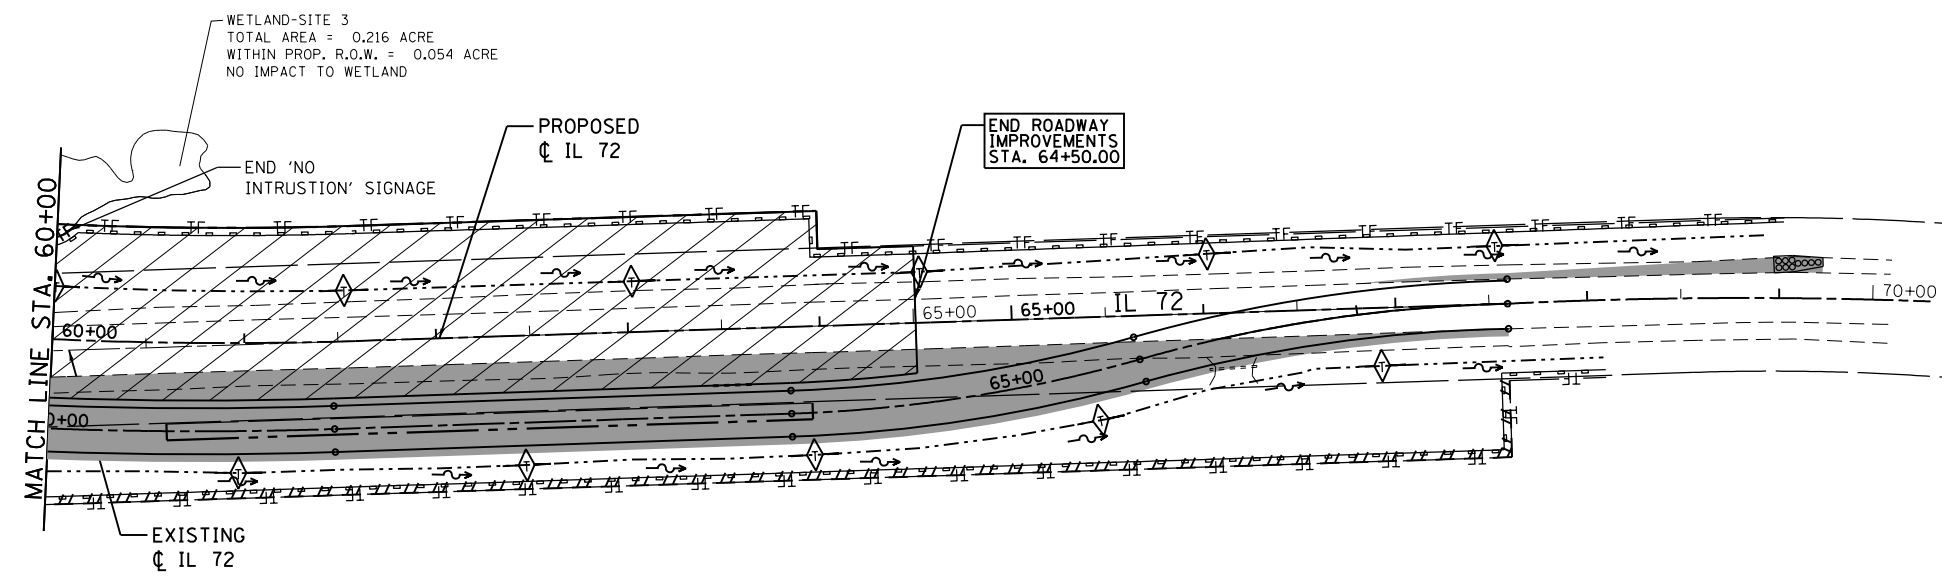 WETLAND-SITE 3
TOTAL AREA = 0.216 ACRE
WITHIN PROP. R.O.W. = 0.054 ACRE
NO IMPACT TO WETLAND
END 'NO
INTRUSTION' SIGNAGE
PROPOSED
℄ IL 72
END ROADWAY
IMPROVEMENTS
STA. 64+50.00
MATCH LINE STA. 60+00
60+00
65+00
65+00
IL 72
70+00
65+00
0+00
EXISTING
℄ IL 72